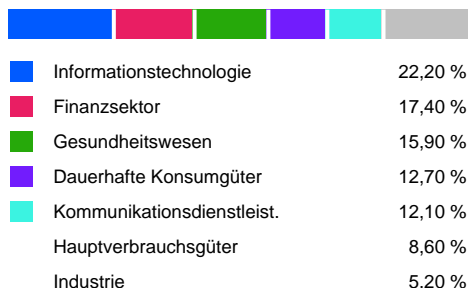 Informationstechnologie 22,20 %
Finanzsektor 17,40 %
Gesundheitswesen 15,90 %
Dauerhafte Konsumgüter 12,70 %
Kommunikationsdienstleist. 12,10 %
Hauptverbrauchsgüter 8,60 %
Industrie 5,20 %